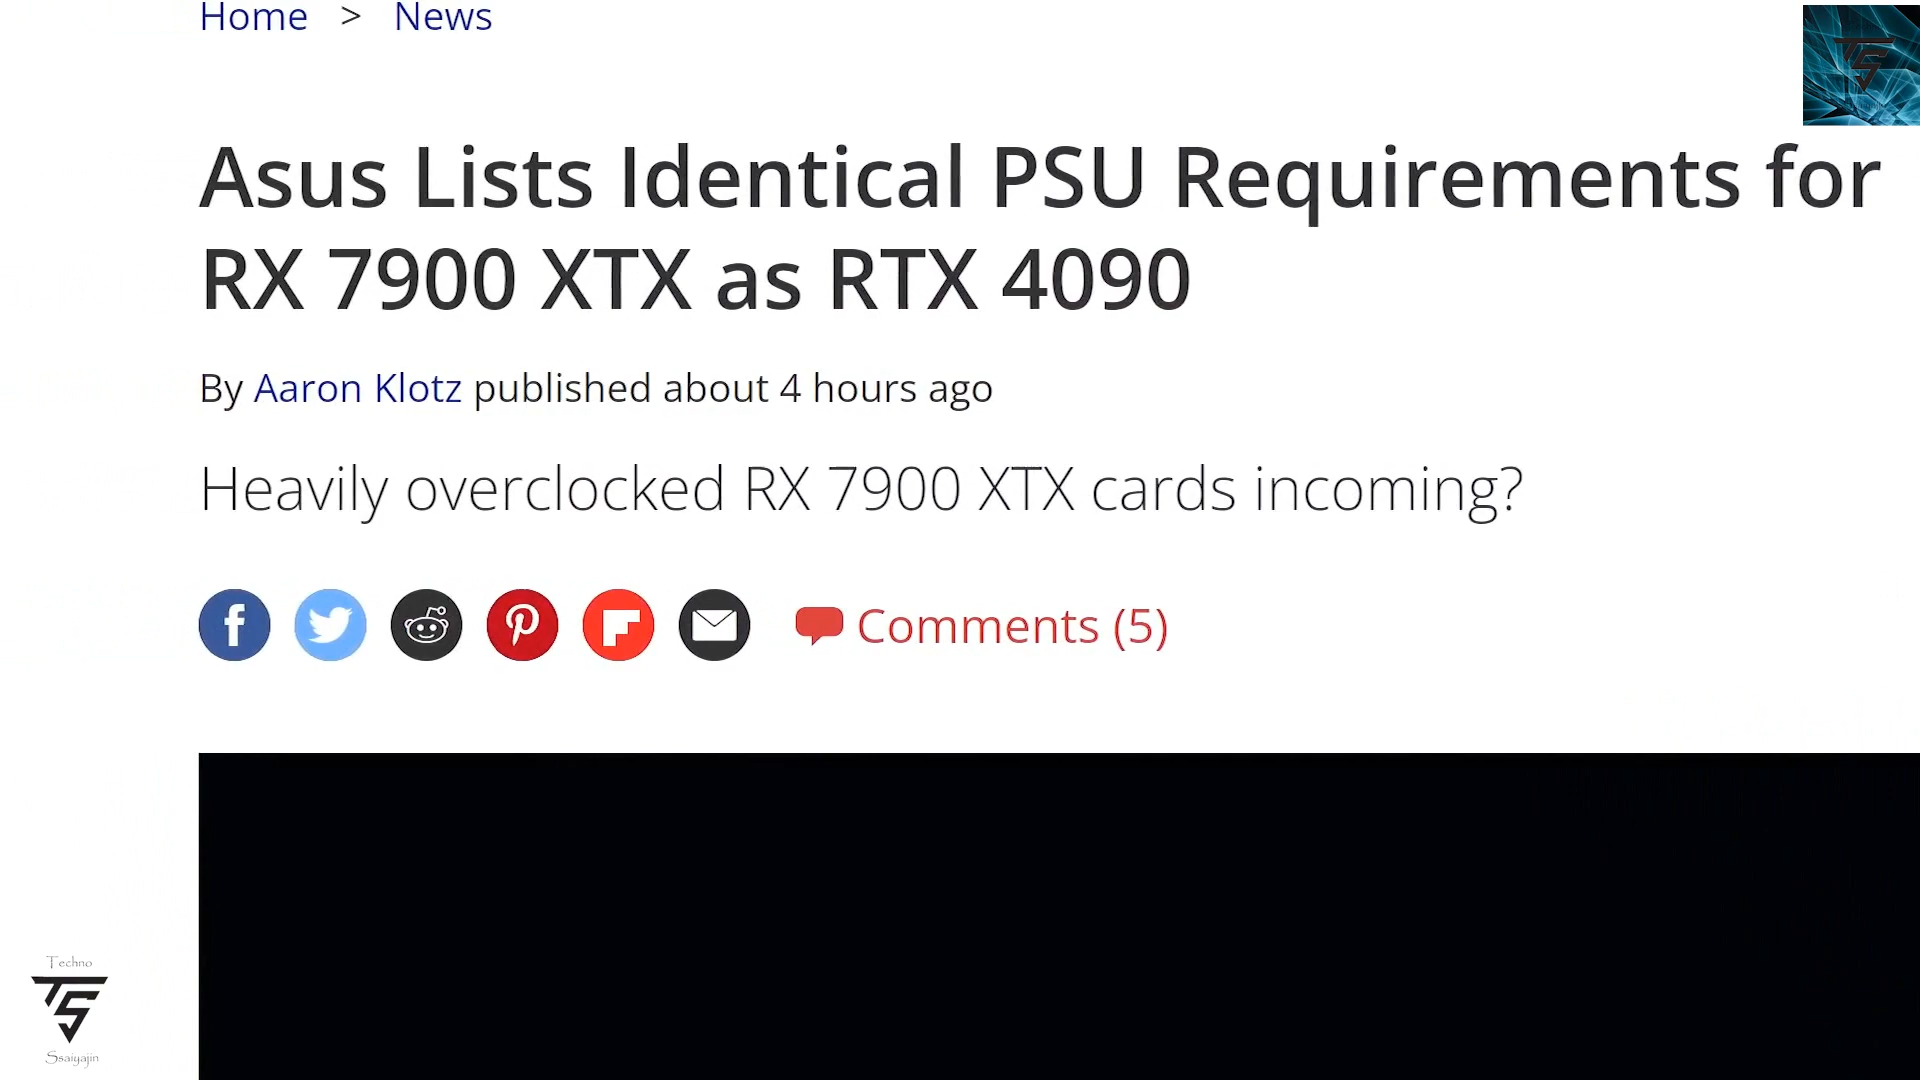 Home > News
Asus Lists Identical PSU Requirements for
RX 7900 XTX as RTX 4090
By Aaron Klotz published about 4 hours ago
Heavily overclocked RX 7900 XTX cards incoming?
Comments (5)
Techno
TS
Ssaiyajin